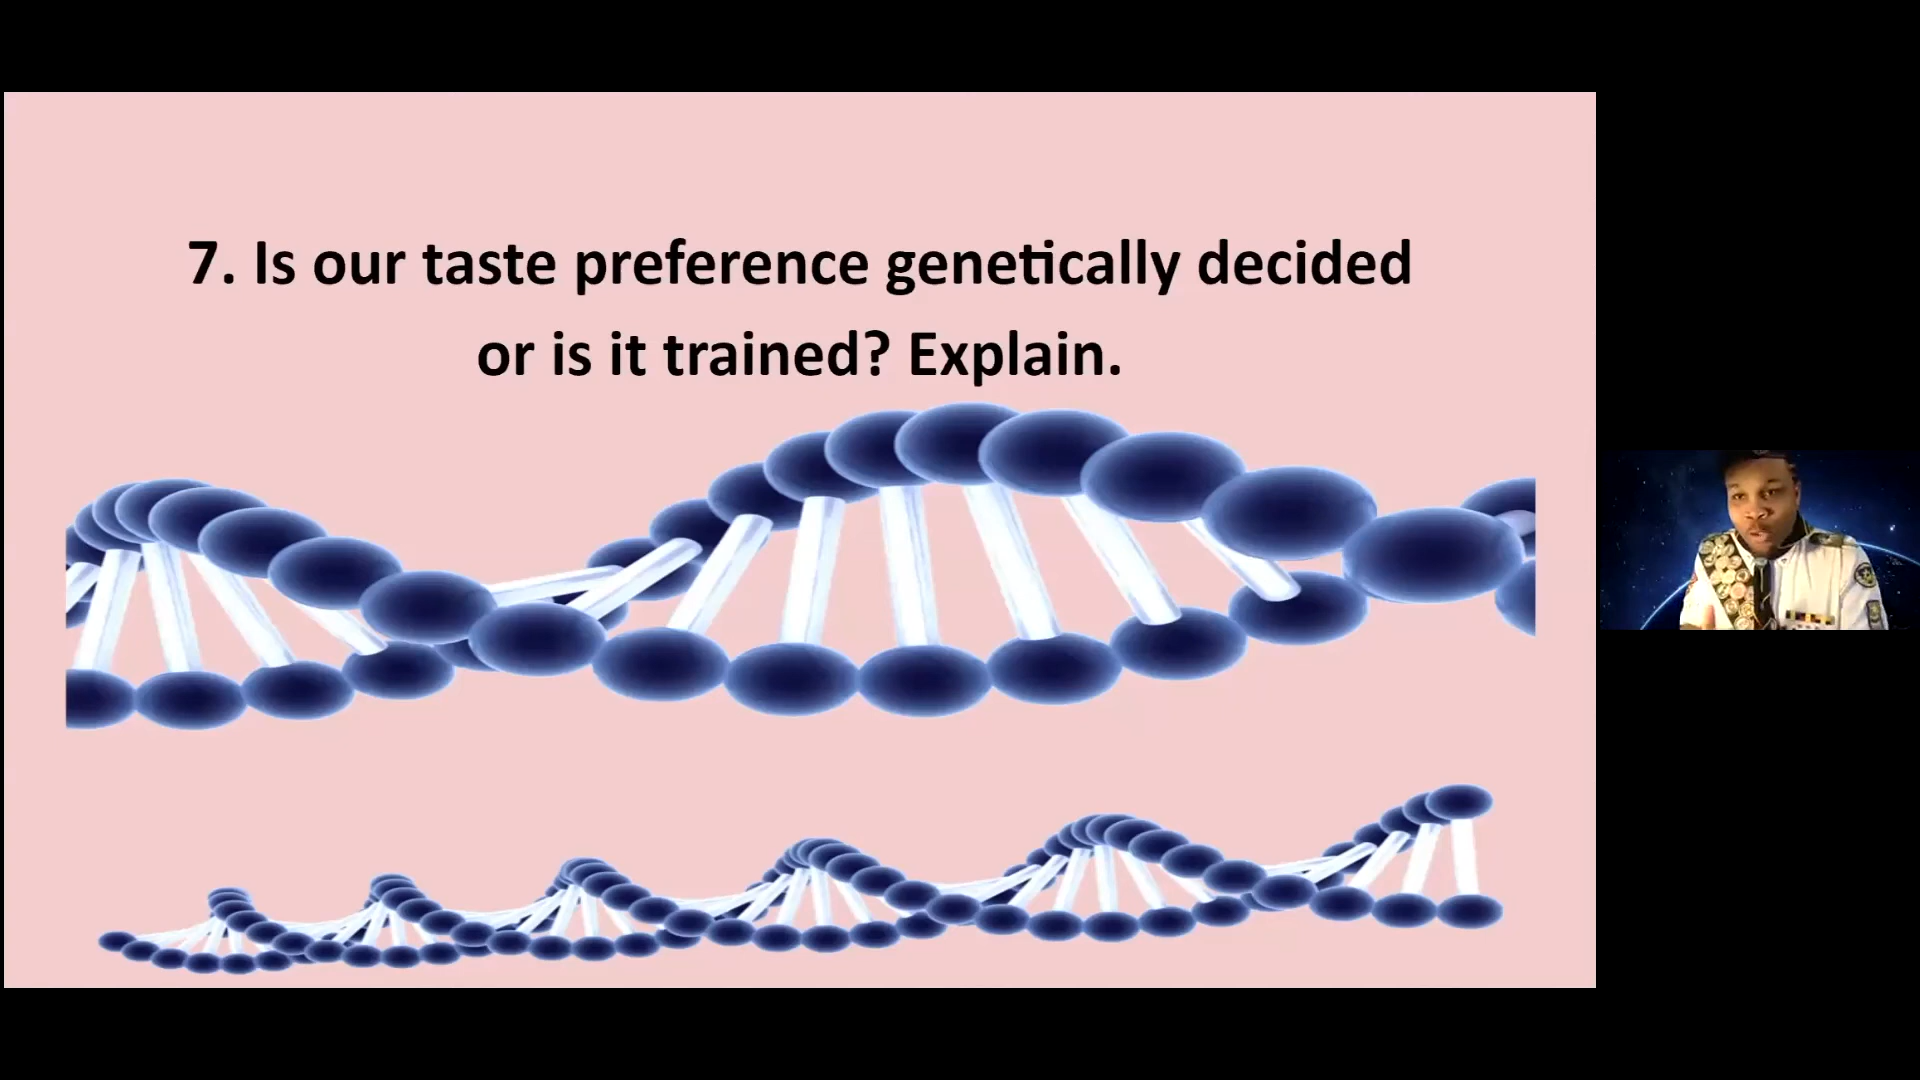 7. Is our taste preference genetically decided
or is it trained? Explain.